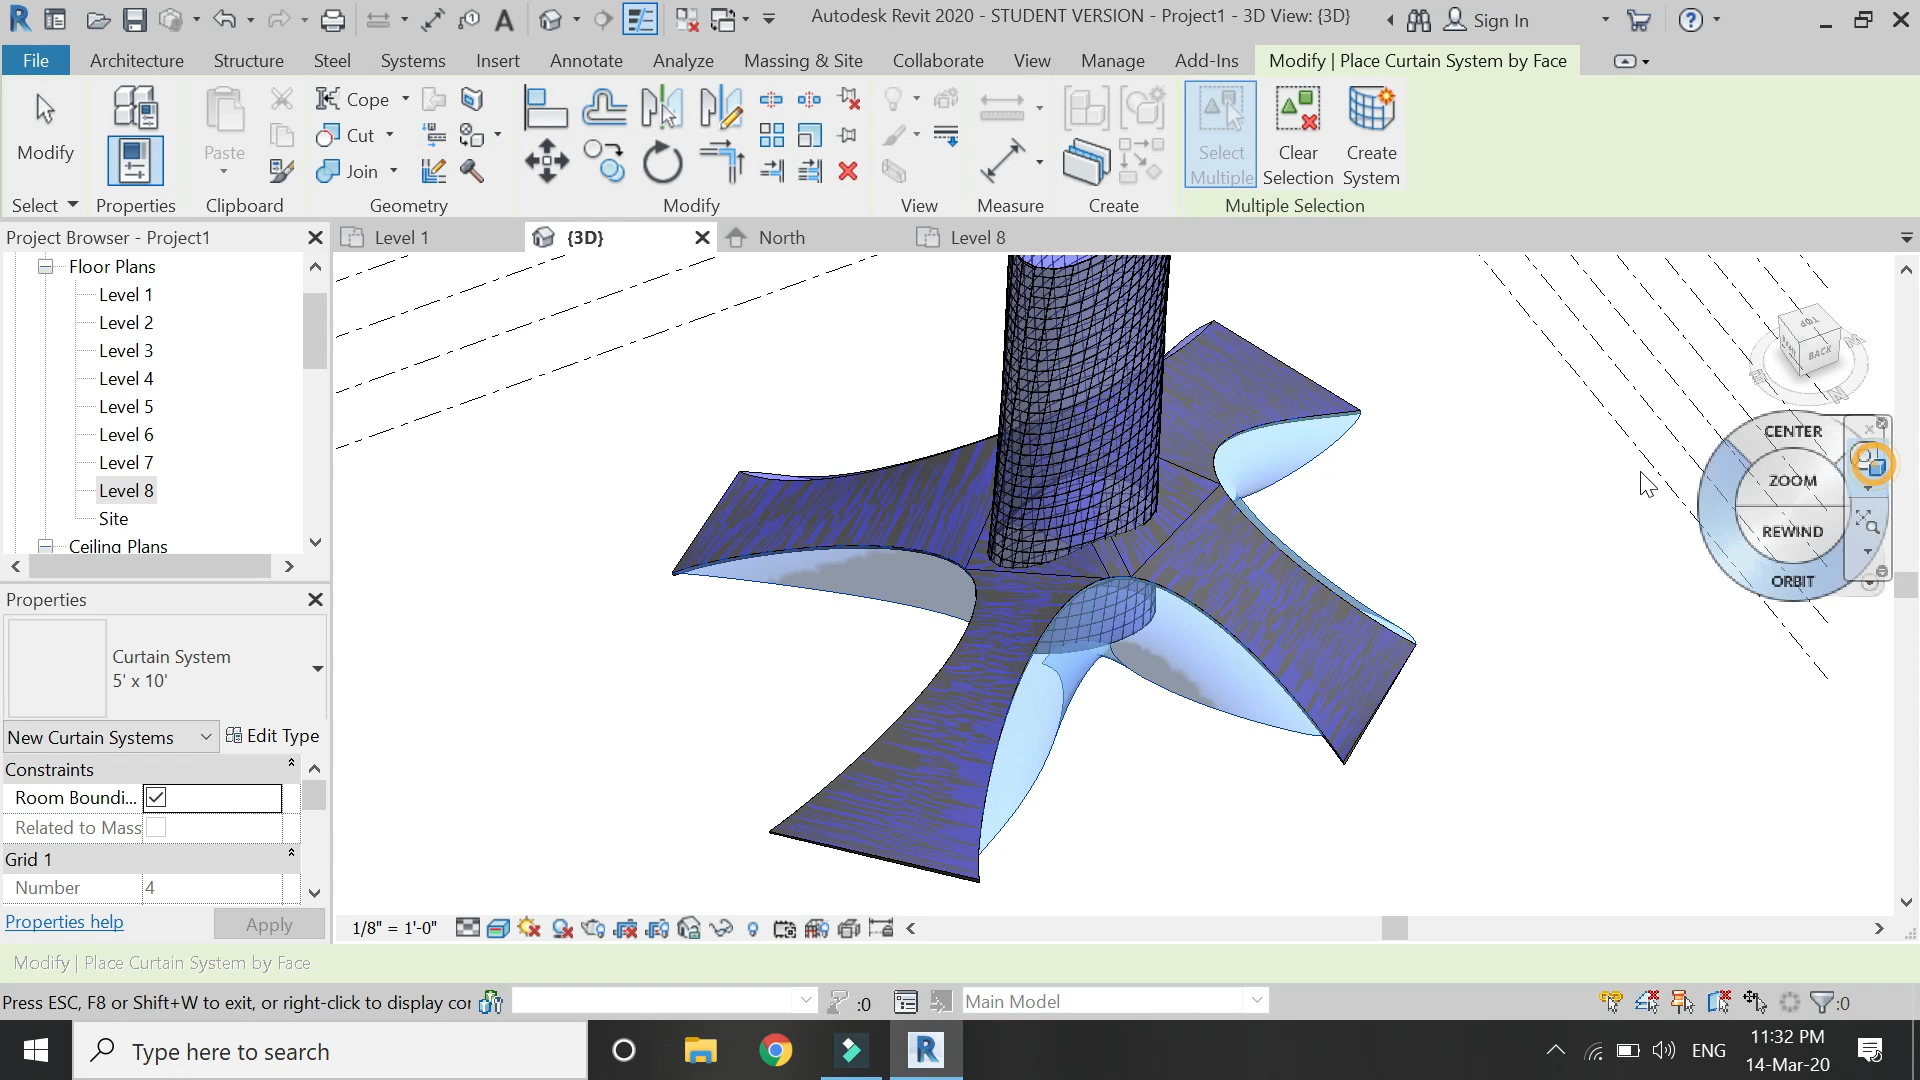 Autodesk Revit 2020 - STUDENT VERSION - Project1 - 3D View: {3D}
Sign In
File Architecture Structure Steel Systems Insert Annotate Analyze Massing & Site Collaborate View Manage Add-Ins Modify | Place Curtain System by Face
Modify
Paste
Cope
Cut
Join
Select Multiple
Clear Selection
Create System
Select Properties Clipboard Geometry Modify View Measure Create Multiple Selection
Project Browser - Project1
Level 1 {3D} North Level 8
Floor Plans
Level 1
Level 2
Level 3
Level 4
Level 5
Level 6
Level 7
Level 8
Site
Ceiling Plans
TOP
BACK
CENTER
ZOOM
REWIND
ORBIT
Properties
Curtain System
5' x 10'
New Curtain Systems Edit Type
Constraints
Room Boundi...
Related to Mass
Grid 1
Number 4
Properties help Apply
1/8" = 1'-0"
Modify | Place Curtain System by Face
Press ESC, F8 or Shift+W to exit, or right-click to display cor
:0 Main Model :0
Type here to search
ENG
11:32 PM
14-Mar-20